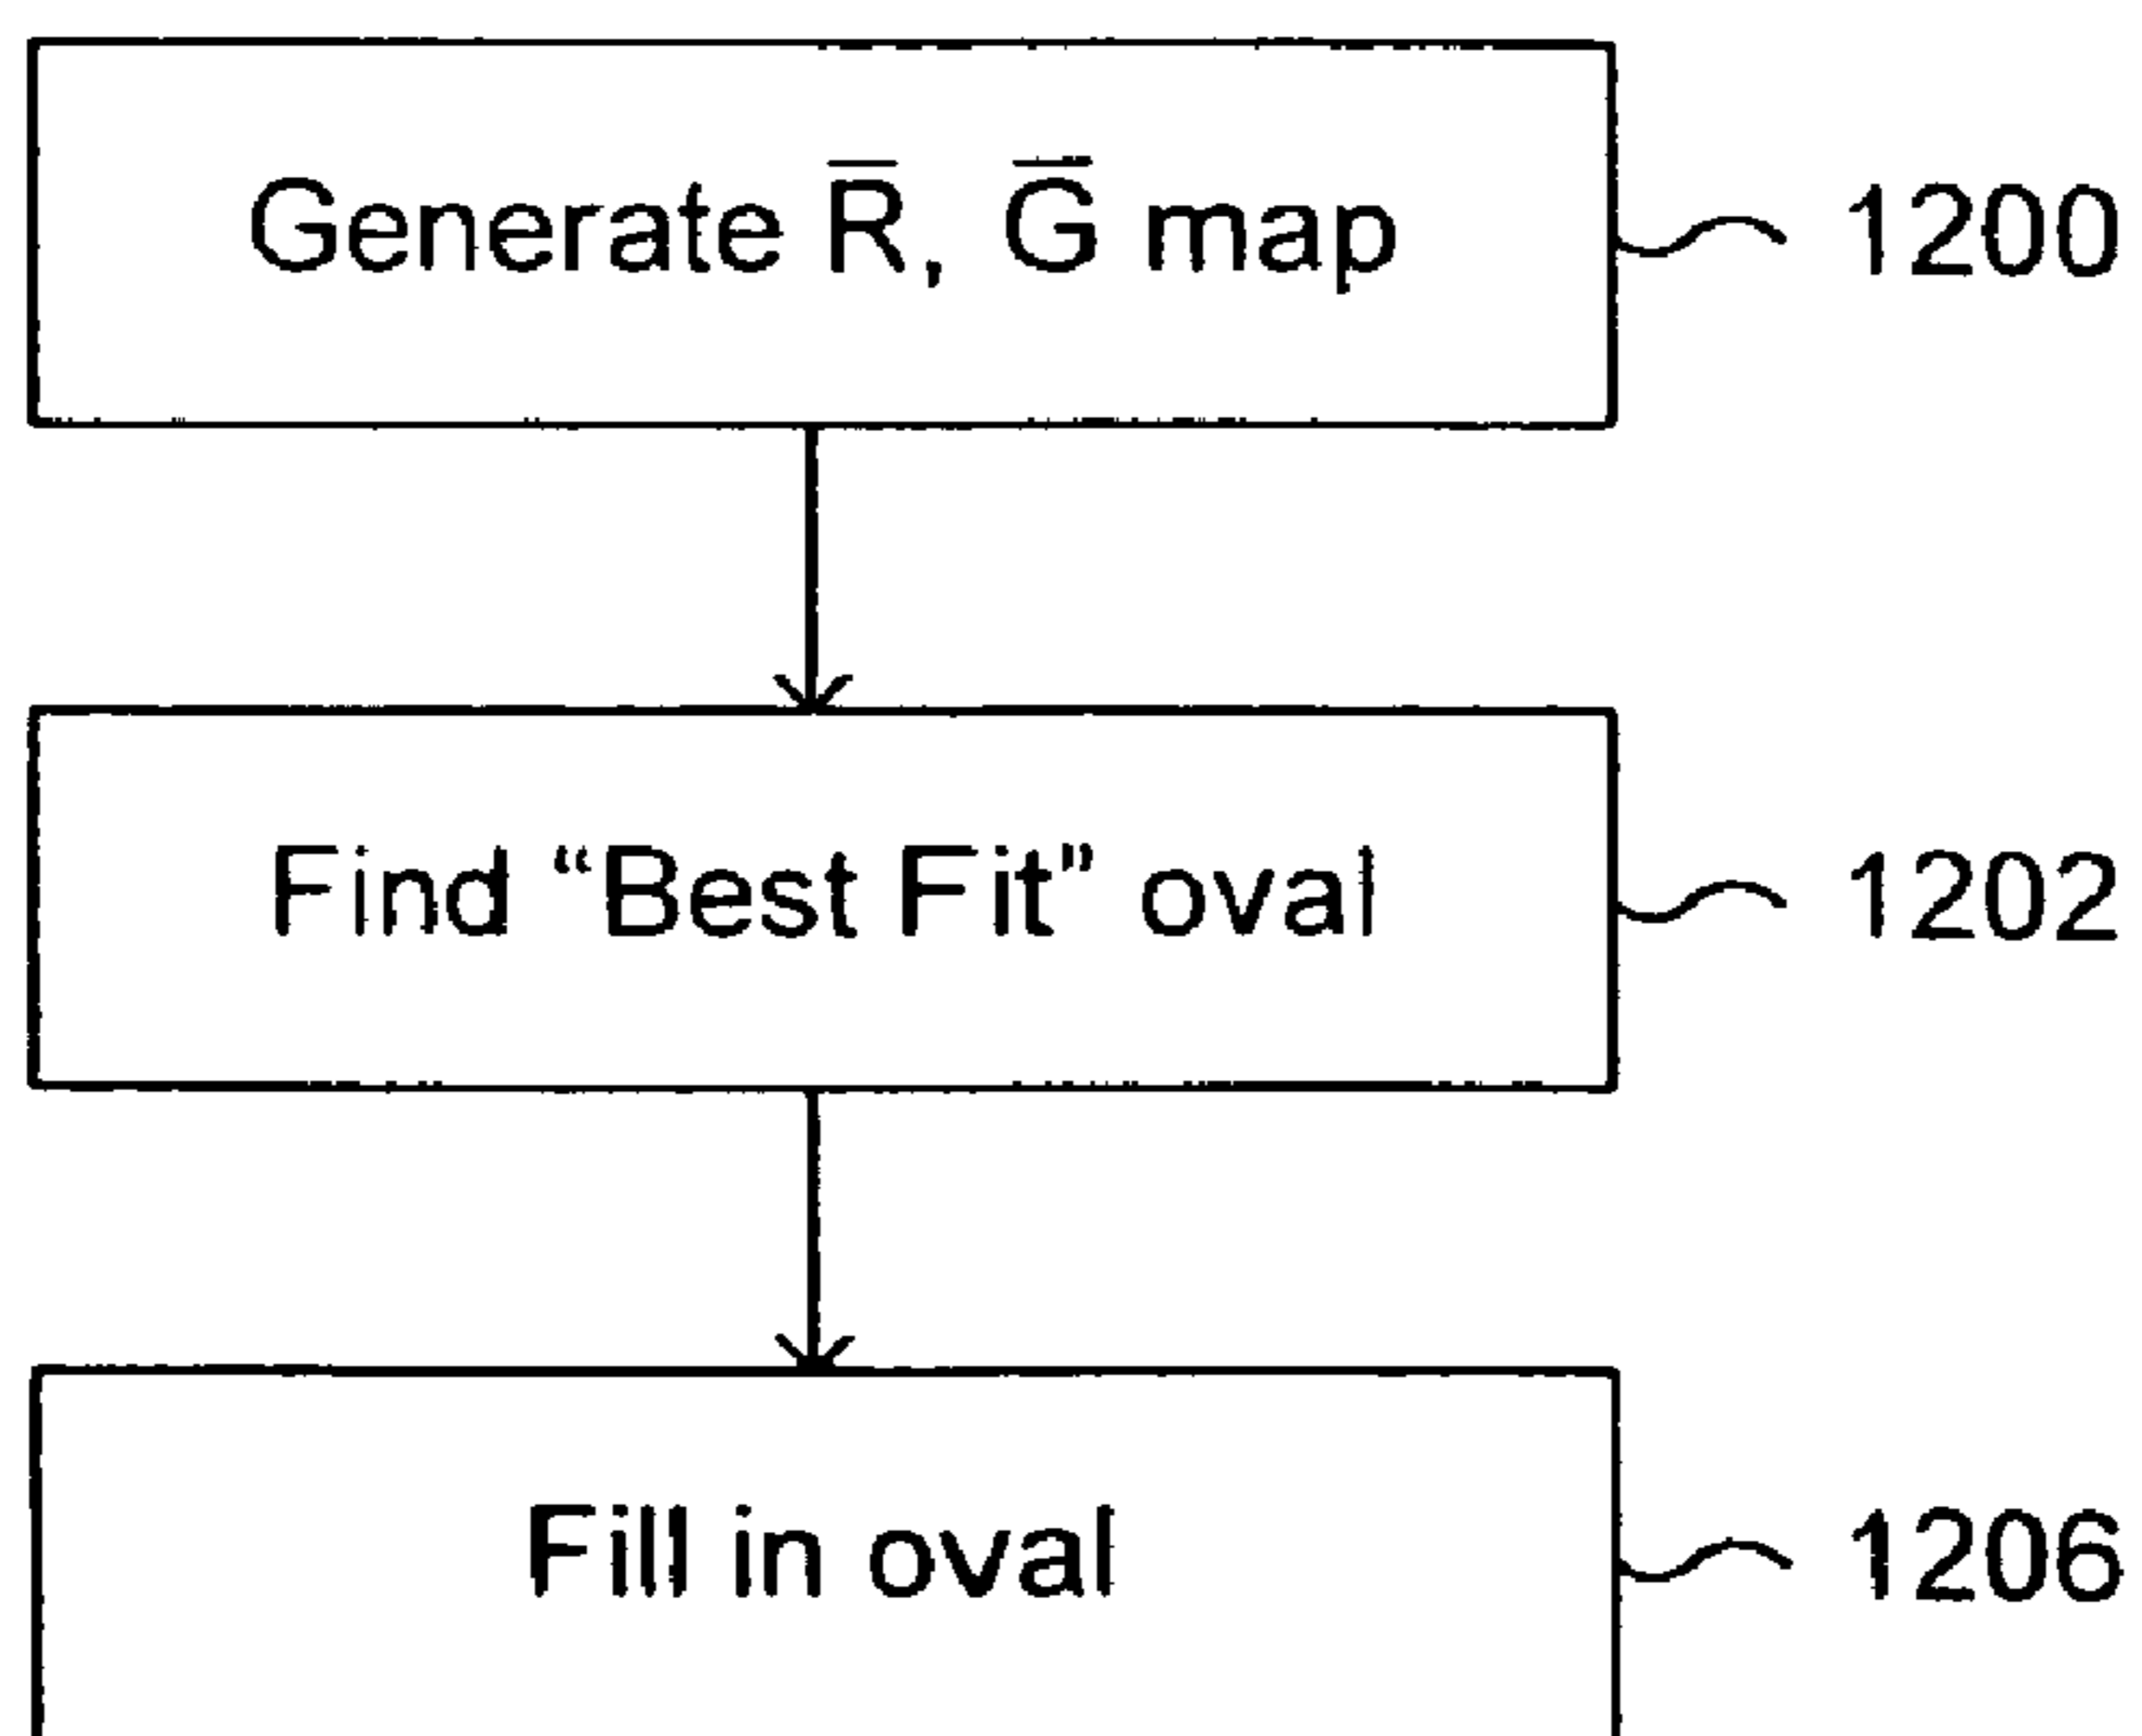 Generate R̅, G̅ map 1200
Find “Best Fit” oval 1202
Fill in oval 1206